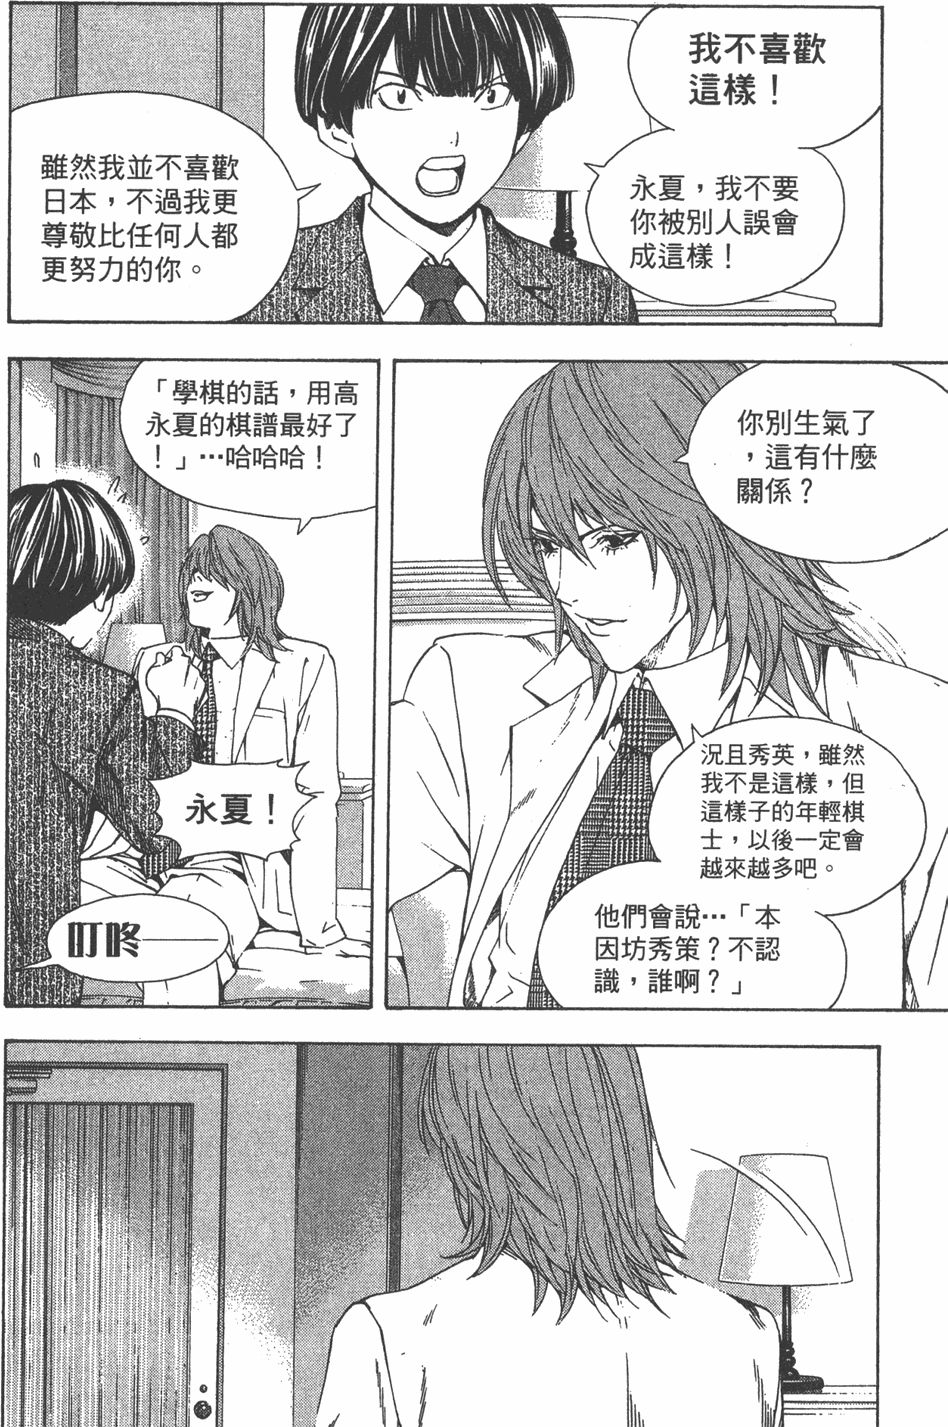 我不喜歡
這樣！
永夏，我不要
你被別人誤會
成這樣！
雖然我並不喜歡
日本，不過我更
尊敬比任何人都
更努力的你。
你別生氣了
，這有什麼
關係？
況且秀英，雖然
我不是這樣，但
這樣子的年輕棋
士，以後一定會
越來越多吧。
他們會說…「本
因坊秀策？不認
識，誰啊？」
「學棋的話，用高
永夏的棋譜最好了
！」…哈哈哈！
永夏！
叮咚——